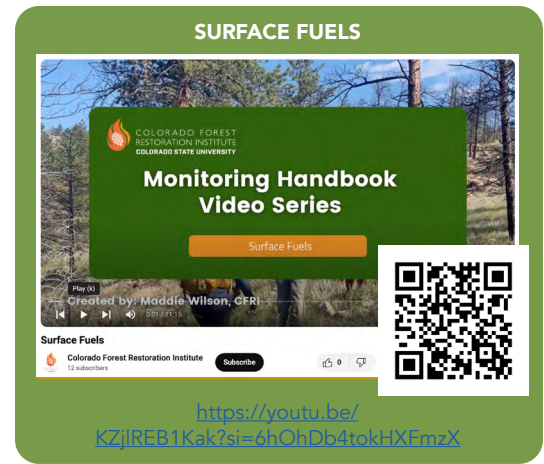 SURFACE FUELS
COLORADO FOREST
RESTORATION INSTITUTE
COLORADO STATE UNIVERSITY
Monitoring Handbook
Video Series
Surface Fuels
Play (k)
Created by: Maddie Wilson, CFRI
0:01 / 11:15
Surface Fuels
Colorado Forest Restoration Institute
12 subscribers
Subscribe
0
https://youtu.be/
KZjlREB1Kak?si=6hOhDb4tokHXFmzX